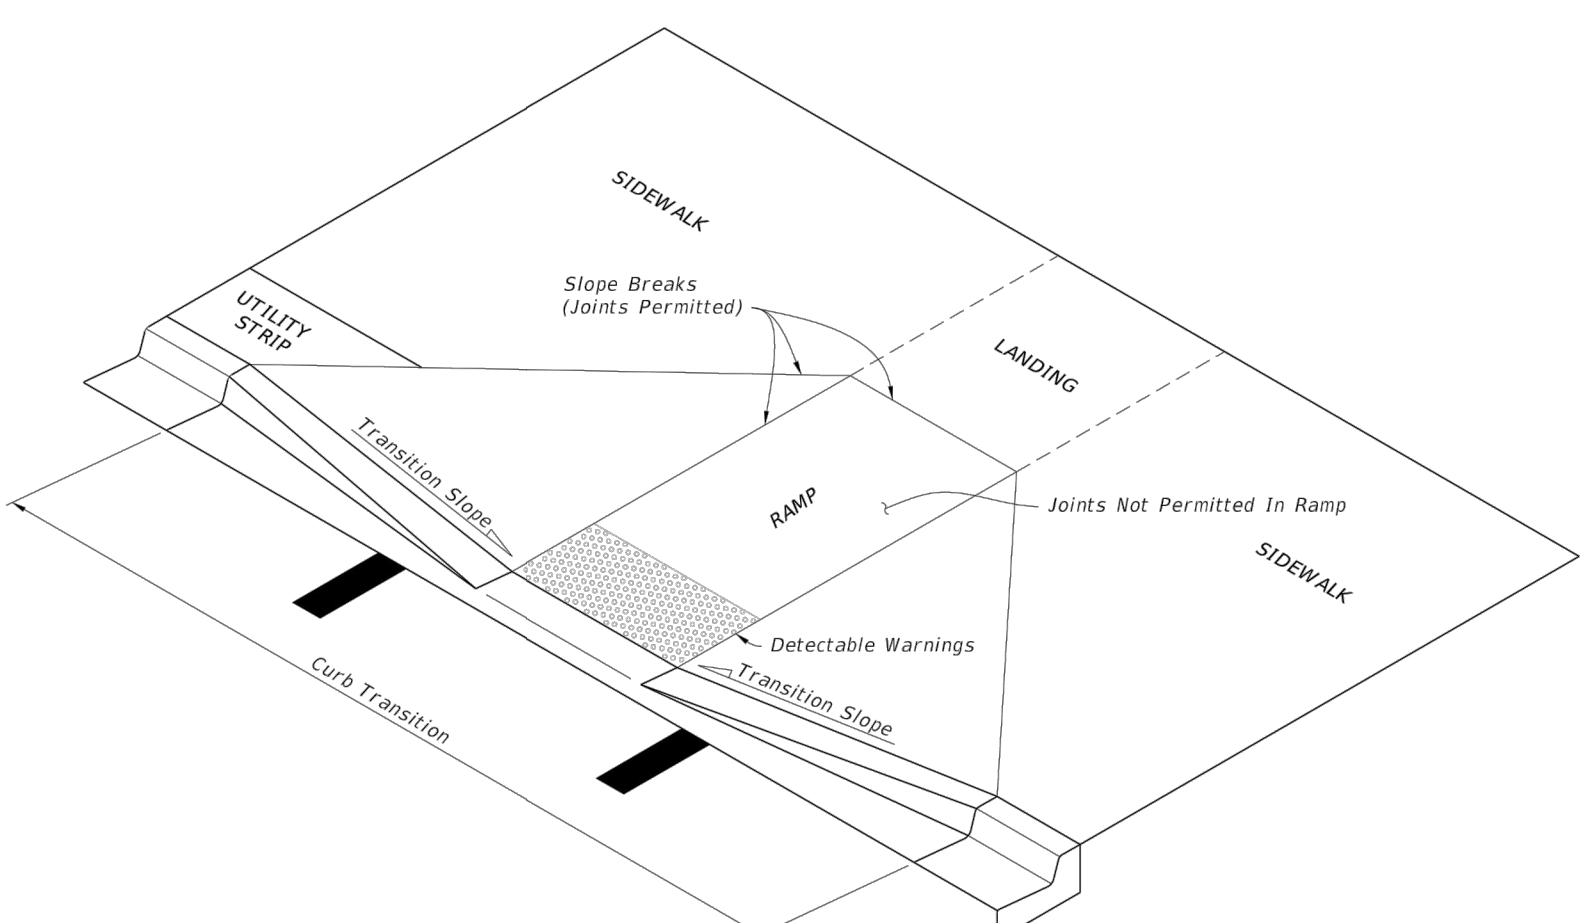 SIDEWALK
Slope Breaks
(Joints Permitted)
UTILITY
STRIP
LANDING
Transition Slope
RAMP
Joints Not Permitted In Ramp
SIDEWALK
Detectable Warnings
Transition Slope
Curb Transition